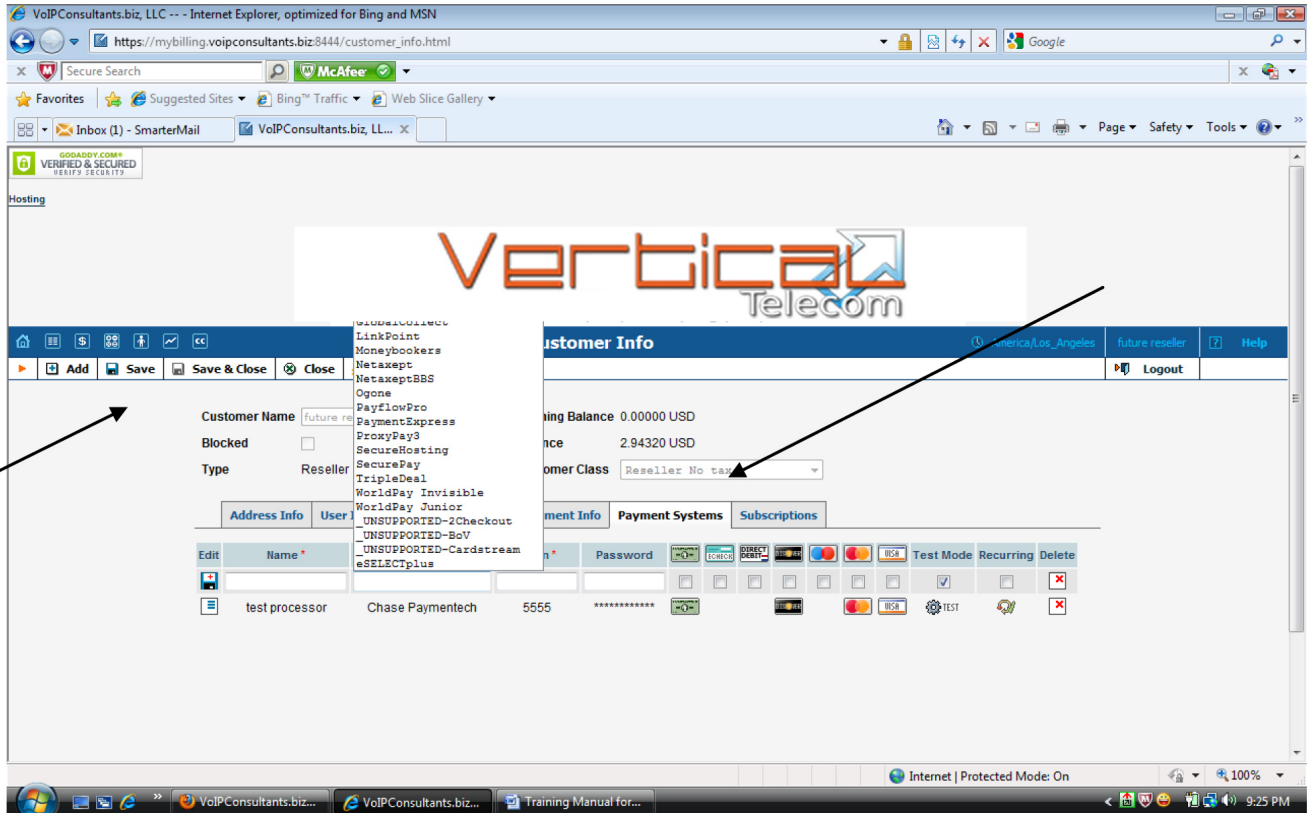 VoIPConsultants.biz, LLC -- - Internet Explorer, optimized for Bing and MSN
https://mybilling.voipconsultants.biz:8444/customer_info.html
Google
Secure Search
McAfee
Favorites Suggested Sites Bing™ Traffic Web Slice Gallery
Inbox (1) - SmarterMail VoIPConsultants.biz, LL... Page Safety Tools
GODADDY.COM
VERIFIED & SECURED
VERIFY SECURITY
Hosting
Vertical
Telecom
GlobalCollect
LinkPoint
Moneybookers
Netaxept
NetaxeptBBS
Ogone
PayflowPro
PaymentExpress
ProxyPay3
SecureHosting
SecurePay
TripleDeal
WorldPay Invisible
WorldPay Junior
_UNSUPPORTED-2Checkout
_UNSUPPORTED-BoV
_UNSUPPORTED-Cardstream
eSELECTplus
ustomer Info America/Los_Angeles future reseller ? Help
Add Save Save & Close Close Logout
Customer Name future re ning Balance 0.00000 USD
Blocked nce 2.94320 USD
Type Reseller omer Class Reseller No tax
Address Info User I ment Info Payment Systems Subscriptions
Edit Name * n * Password ECHECK DIRECT DEBIT VISA Test Mode Recurring Delete
test processor Chase Paymentech 5555 ************ VISA TEST
Internet | Protected Mode: On 100%
VoIPConsultants.biz... VoIPConsultants.biz... Training Manual for... 9:25 PM